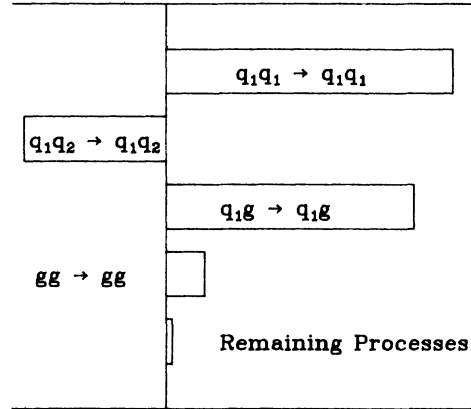 q₁q₁ → q₁q₁
q₁q₂ → q₁q₂
q₁g → q₁g
gg → gg
Remaining Processes